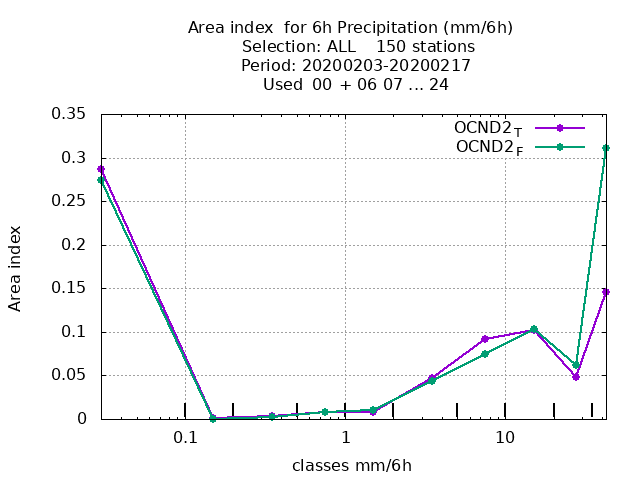 Area index  for 6h Precipitation (mm/6h)
Selection: ALL    150 stations
Period: 20200203-20200217
Used  00  + 06 07 ... 24
OCND2_T
OCND2_F
0.35
0.3
0.25
0.2
0.15
0.1
0.05
0
Area index
0.1
1
10
classes mm/6h